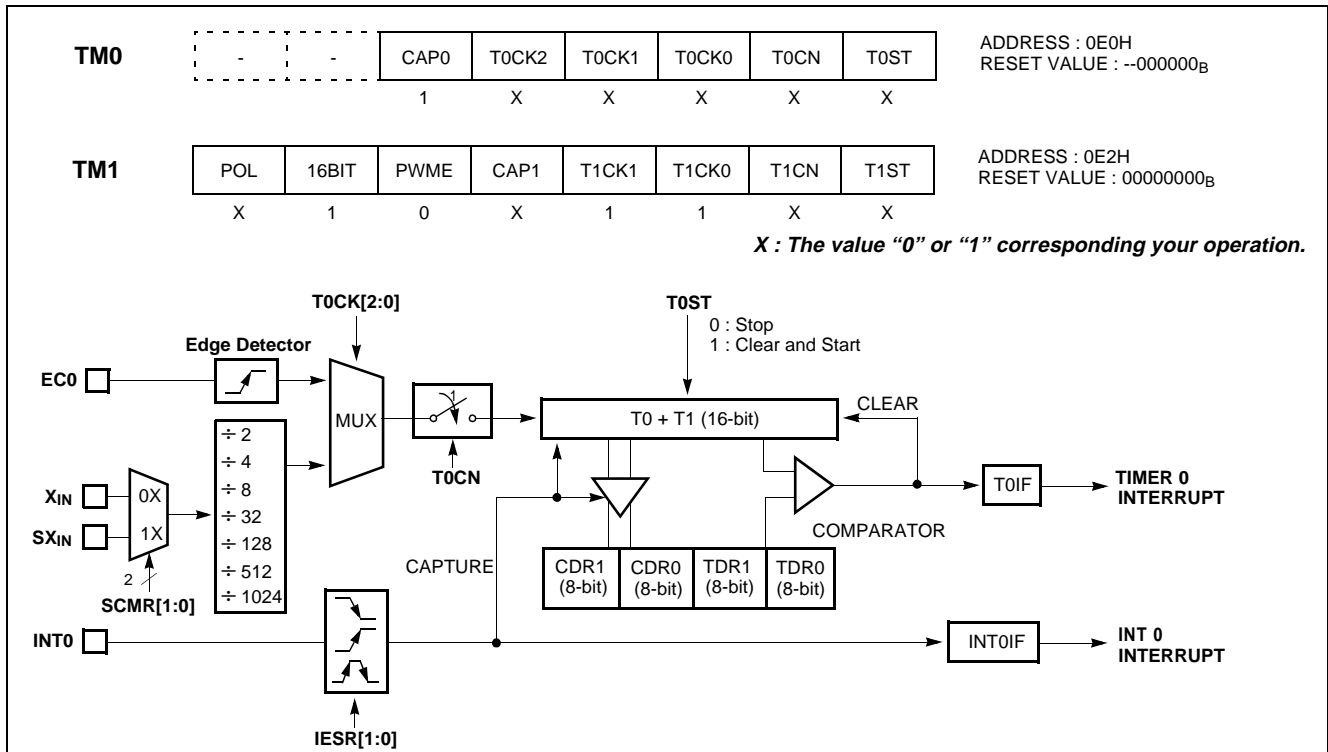 TM0
- - CAP0 T0CK2 T0CK1 T0CK0 T0CN T0ST
ADDRESS : 0E0H
RESET VALUE : --000000B
1 X X X X X
TM1
POL 16BIT PWME CAP1 T1CK1 T1CK0 T1CN T1ST
ADDRESS : 0E2H
RESET VALUE : 00000000B
X 1 0 X 1 1 X X
X : The value “0” or “1” corresponding your operation.
T0CK[2:0]
T0ST
0 : Stop
1 : Clear and Start
Edge Detector
EC0
MUX
1
T0CN
T0 + T1 (16-bit)
CLEAR
XIN
SXIN
0X
1X
2
SCMR[1:0]
÷ 2
÷ 4
÷ 8
÷ 32
÷ 128
÷ 512
÷ 1024
T0IF
TIMER 0
INTERRUPT
COMPARATOR
CAPTURE
CDR1
(8-bit)
CDR0
(8-bit)
TDR1
(8-bit)
TDR0
(8-bit)
INT0
IESR[1:0]
INT0IF
INT 0
INTERRUPT